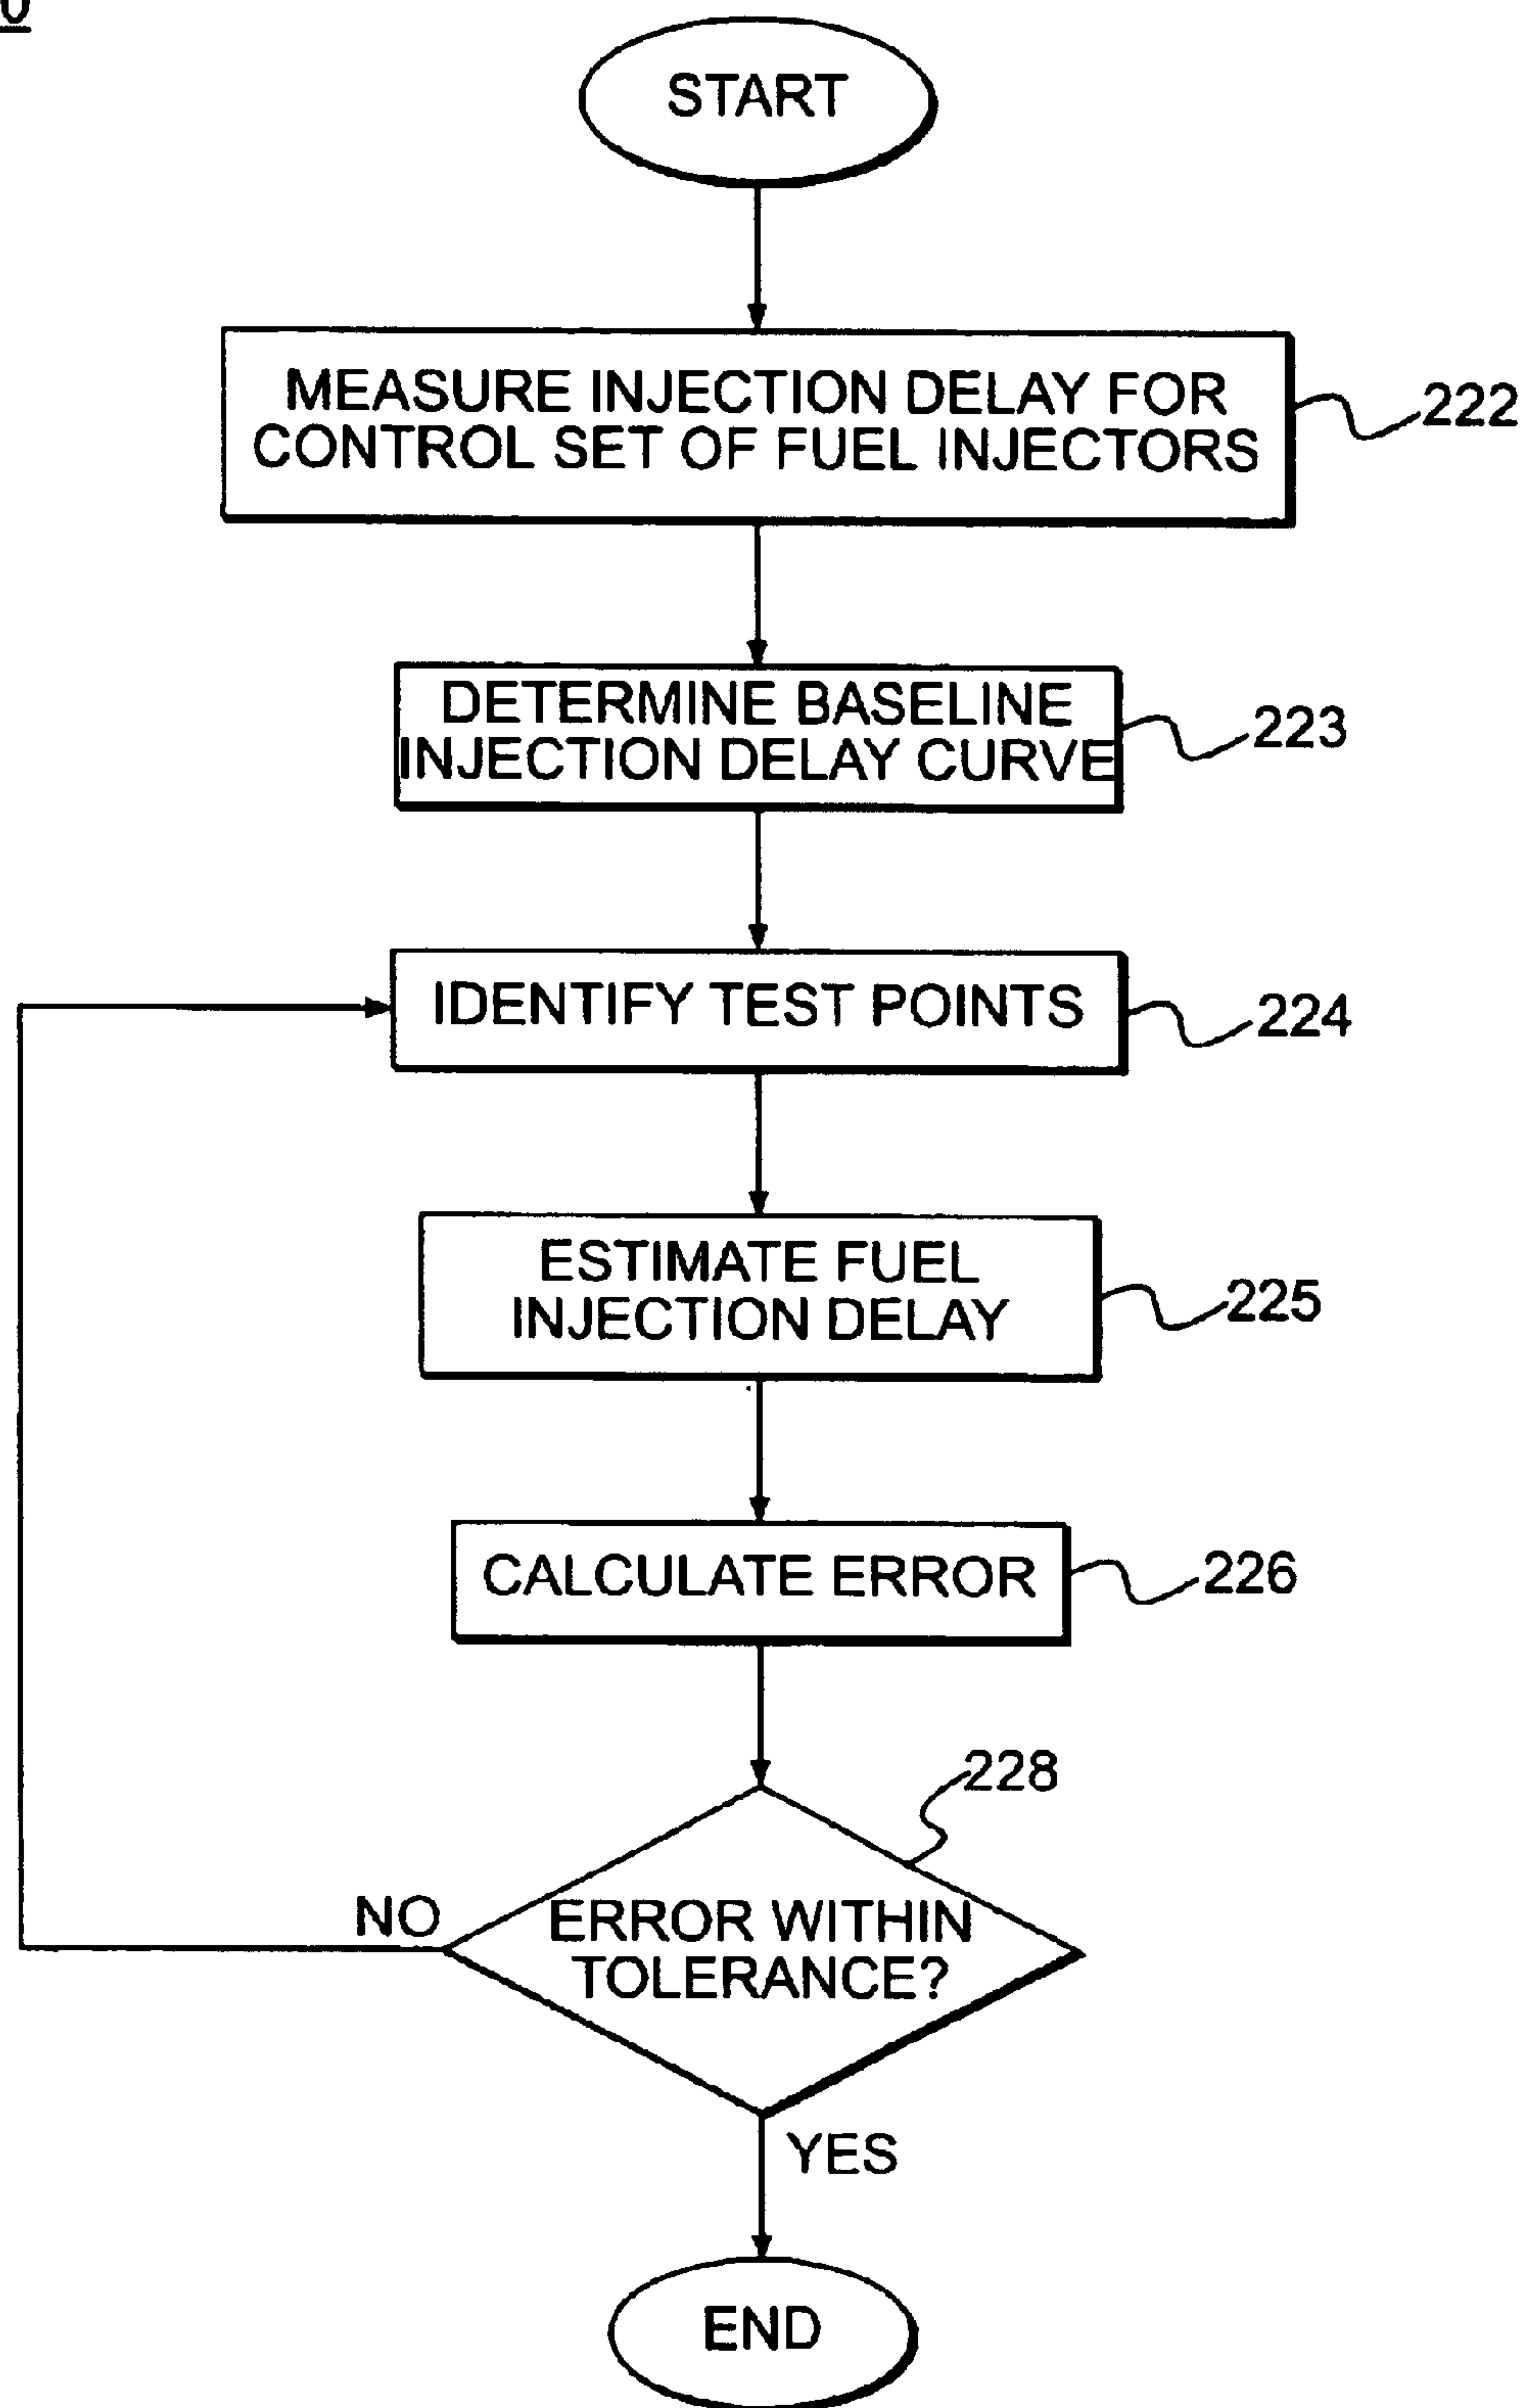 START
MEASURE INJECTION DELAY FOR
CONTROL SET OF FUEL INJECTORS
222
DETERMINE BASELINE
INJECTION DELAY CURVE
223
IDENTIFY TEST POINTS
224
ESTIMATE FUEL
INJECTION DELAY
225
CALCULATE ERROR
226
228
NO
ERROR WITHIN
TOLERANCE?
YES
END